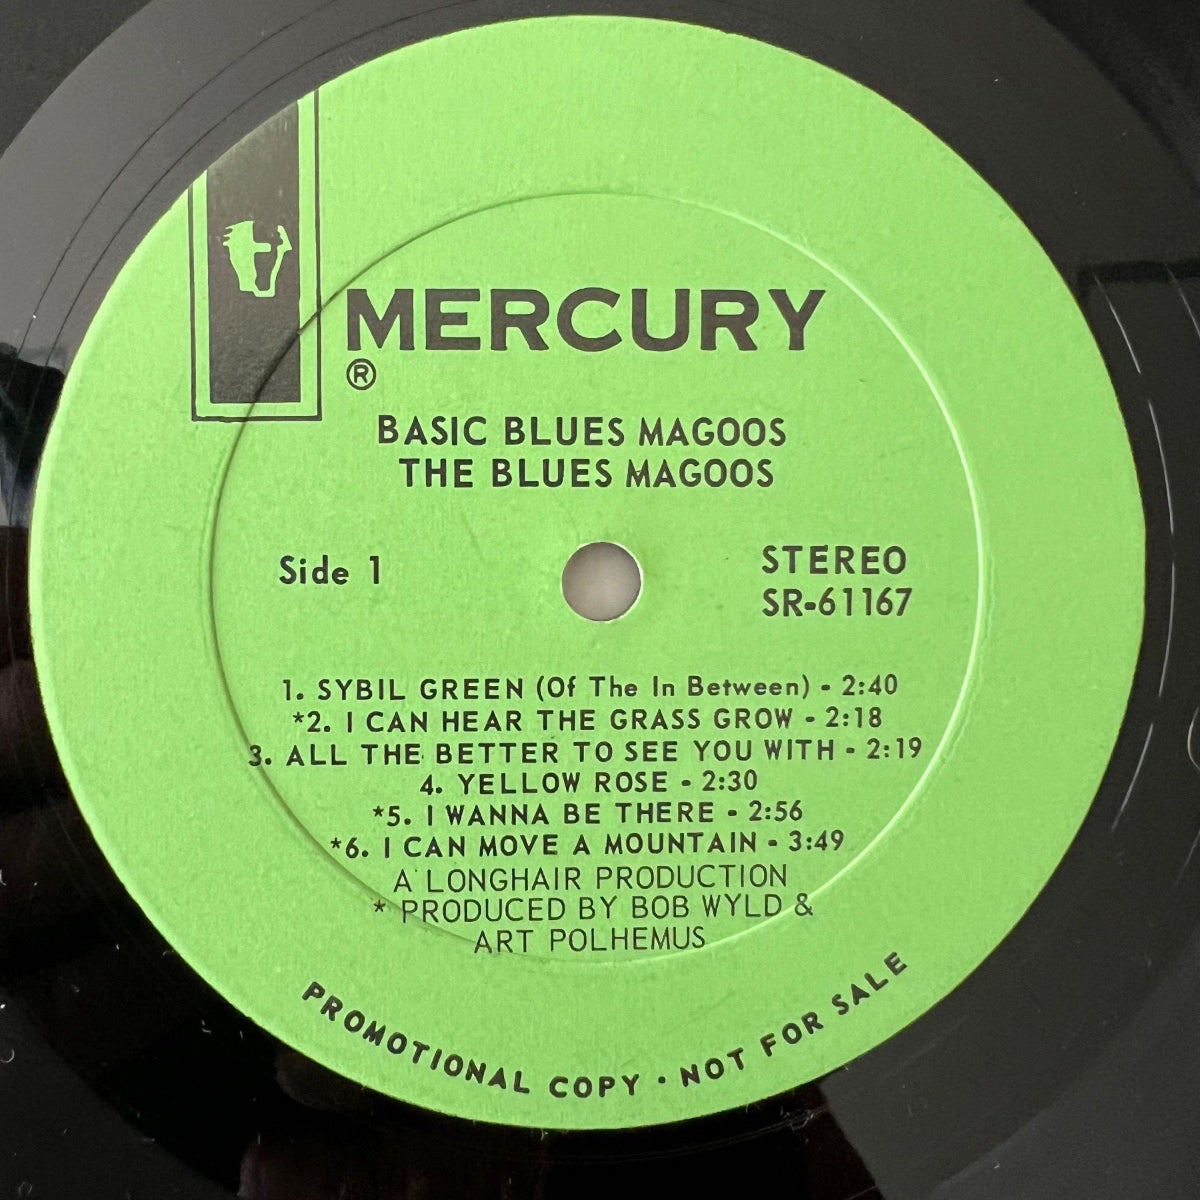 MERCURY
®
BASIC BLUES MAGOOS
THE BLUES MAGOOS
Side 1
STEREO
SR-61167
1. SYBIL GREEN (Of The In Between) - 2:40
*2. I CAN HEAR THE GRASS GROW - 2:18
3. ALL THE BETTER TO SEE YOU WITH - 2:19
4. YELLOW ROSE - 2:30
*5. I WANNA BE THERE - 2:56
*6. I CAN MOVE A MOUNTAIN - 3:49
A LONGHAIR PRODUCTION
* PRODUCED BY BOB WYLD &
ART POLHEMUS
PROMOTIONAL COPY · NOT FOR SALE